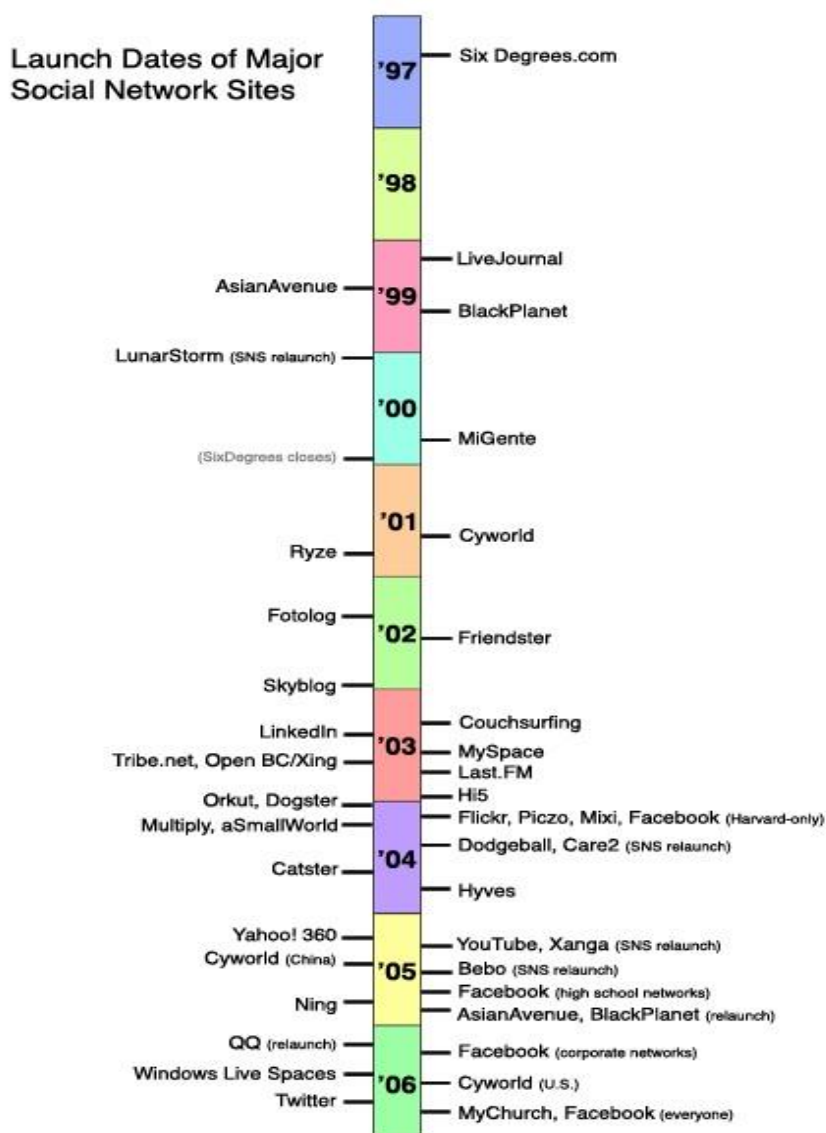 Launch Dates of Major
Social Network Sites
'97
Six Degrees.com
'98
'99
LiveJournal
AsianAvenue
BlackPlanet
LunarStorm (SNS relaunch)
'00
MiGente
(SixDegrees closes)
'01
Cyworld
Ryze
Fotolog
'02
Friendster
Skyblog
'03
Couchsurfing
LinkedIn
MySpace
Tribe.net, Open BC/Xing
Last.FM
Hi5
Orkut, Dogster
Flickr, Piczo, Mixi, Facebook (Harvard-only)
Multiply, aSmallWorld
Dodgeball, Care2 (SNS relaunch)
'04
Catster
Hyves
Yahoo! 360
YouTube, Xanga (SNS relaunch)
Cyworld (China)
'05
Bebo (SNS relaunch)
Facebook (high school networks)
Ning
AsianAvenue, BlackPlanet (relaunch)
QQ (relaunch)
Facebook (corporate networks)
Windows Live Spaces
'06
Cyworld (U.S.)
Twitter
MyChurch, Facebook (everyone)